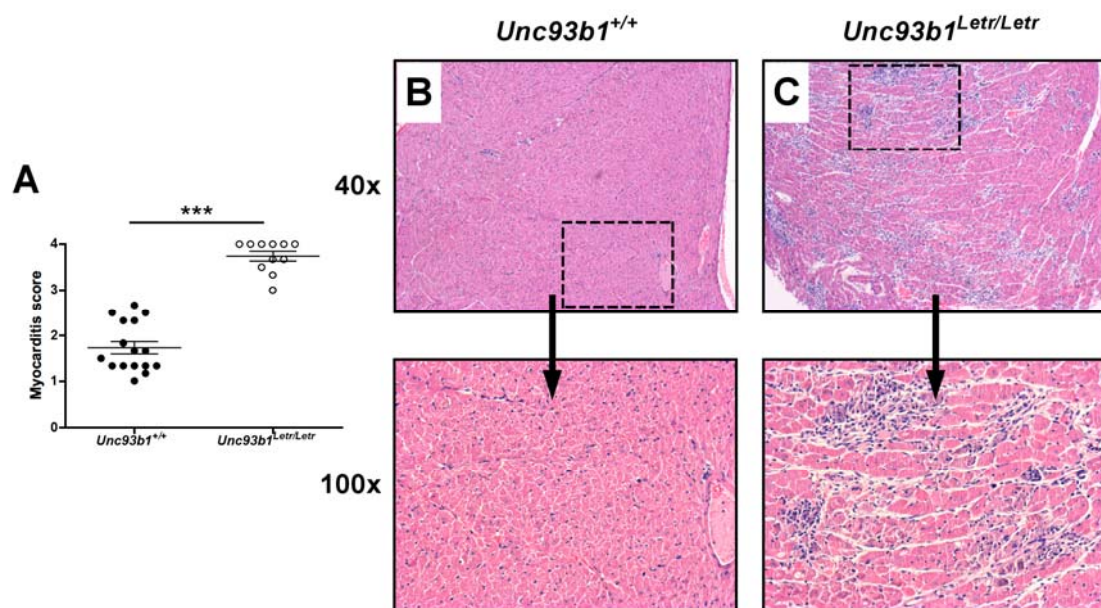 Unc93b1+/+
Unc93b1Letr/Letr
B
C
40x
A
***
Myocarditis score
4
3
2
1
0
Unc93b1+/+
Unc93b1Letr/Letr
100x